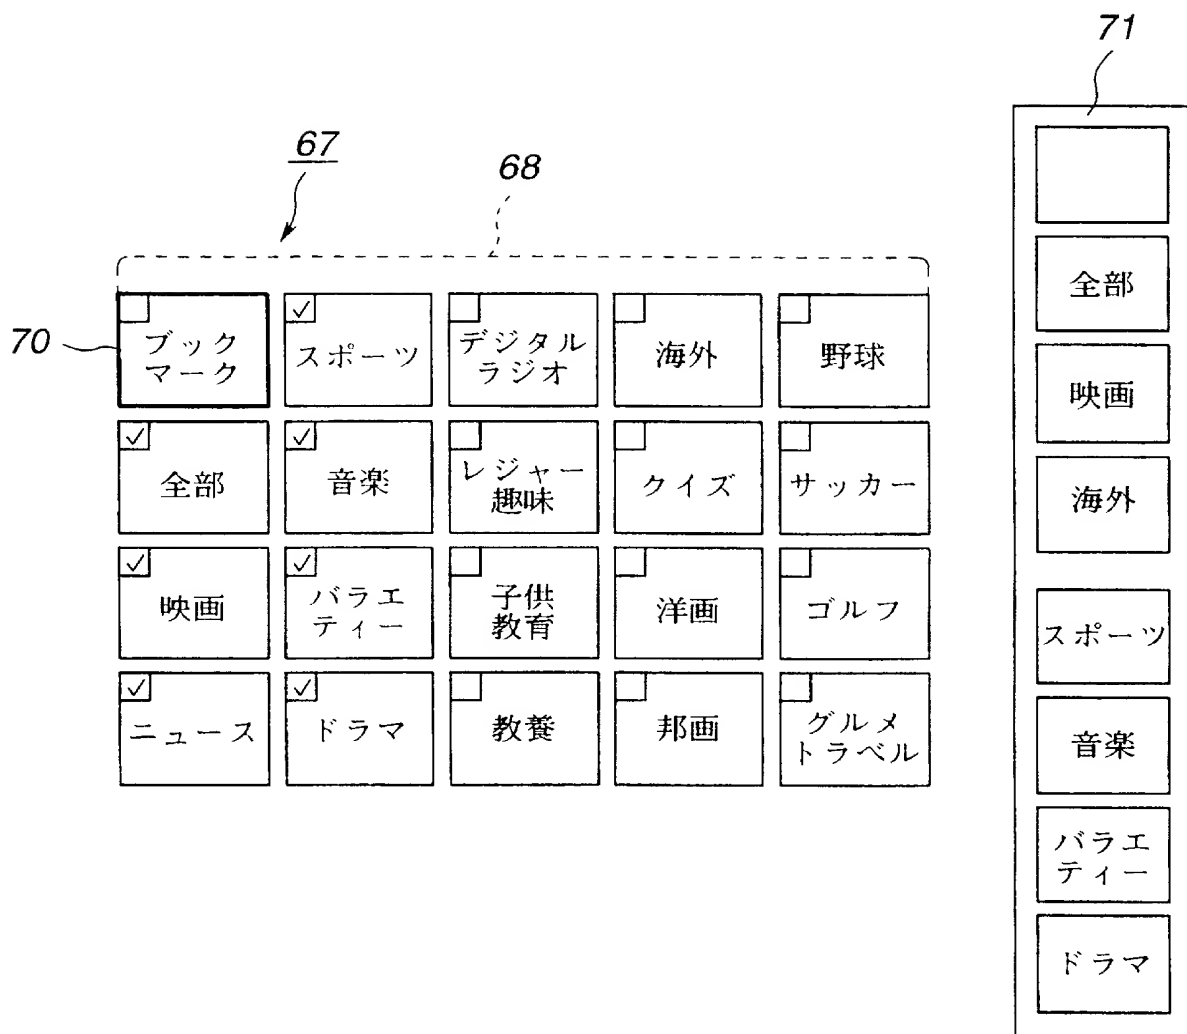 71
67
68
70
ブック
マーク
スポーツ
デジタル
ラジオ
海外
野球
全部
音楽
レジャー
趣味
クイズ
サッカー
映画
バラエ
ティー
子供
教育
洋画
ゴルフ
ニュース
ドラマ
教養
邦画
グルメ
トラベル
全部
映画
海外
スポーツ
音楽
バラエ
ティー
ドラマ